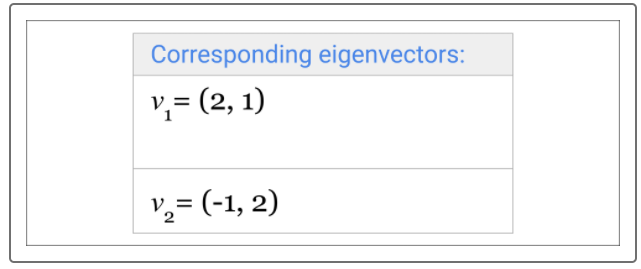 Corresponding eigenvectors:
v₁= (2, 1)
v₂= (-1, 2)